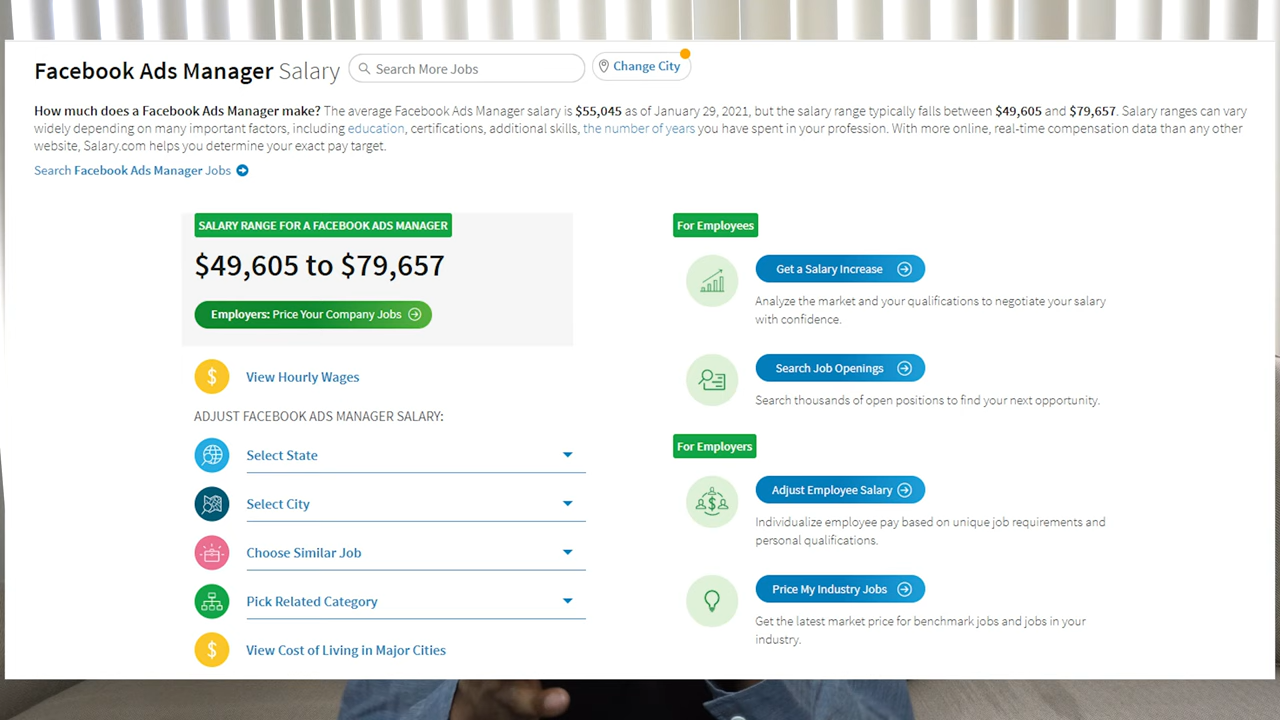 Facebook Ads Manager Salary
Search More Jobs
Change City
How much does a Facebook Ads Manager make? The average Facebook Ads Manager salary is $55,045 as of January 29, 2021, but the salary range typically falls between $49,605 and $79,657. Salary ranges can vary
widely depending on many important factors, including education, certifications, additional skills, the number of years you have spent in your profession. With more online, real-time compensation data than any other
website, Salary.com helps you determine your exact pay target.
Search Facebook Ads Manager Jobs
SALARY RANGE FOR A FACEBOOK ADS MANAGER
$49,605 to $79,657
Employers: Price Your Company Jobs
View Hourly Wages
ADJUST FACEBOOK ADS MANAGER SALARY:
Select State
Select City
Choose Similar Job
Pick Related Category
View Cost of Living in Major Cities
For Employees
Get a Salary Increase
Analyze the market and your qualifications to negotiate your salary
with confidence.
Search Job Openings
Search thousands of open positions to find your next opportunity.
For Employers
Adjust Employee Salary
Individualize employee pay based on unique job requirements and
personal qualifications.
Price My Industry Jobs
Get the latest market price for benchmark jobs and jobs in your
industry.